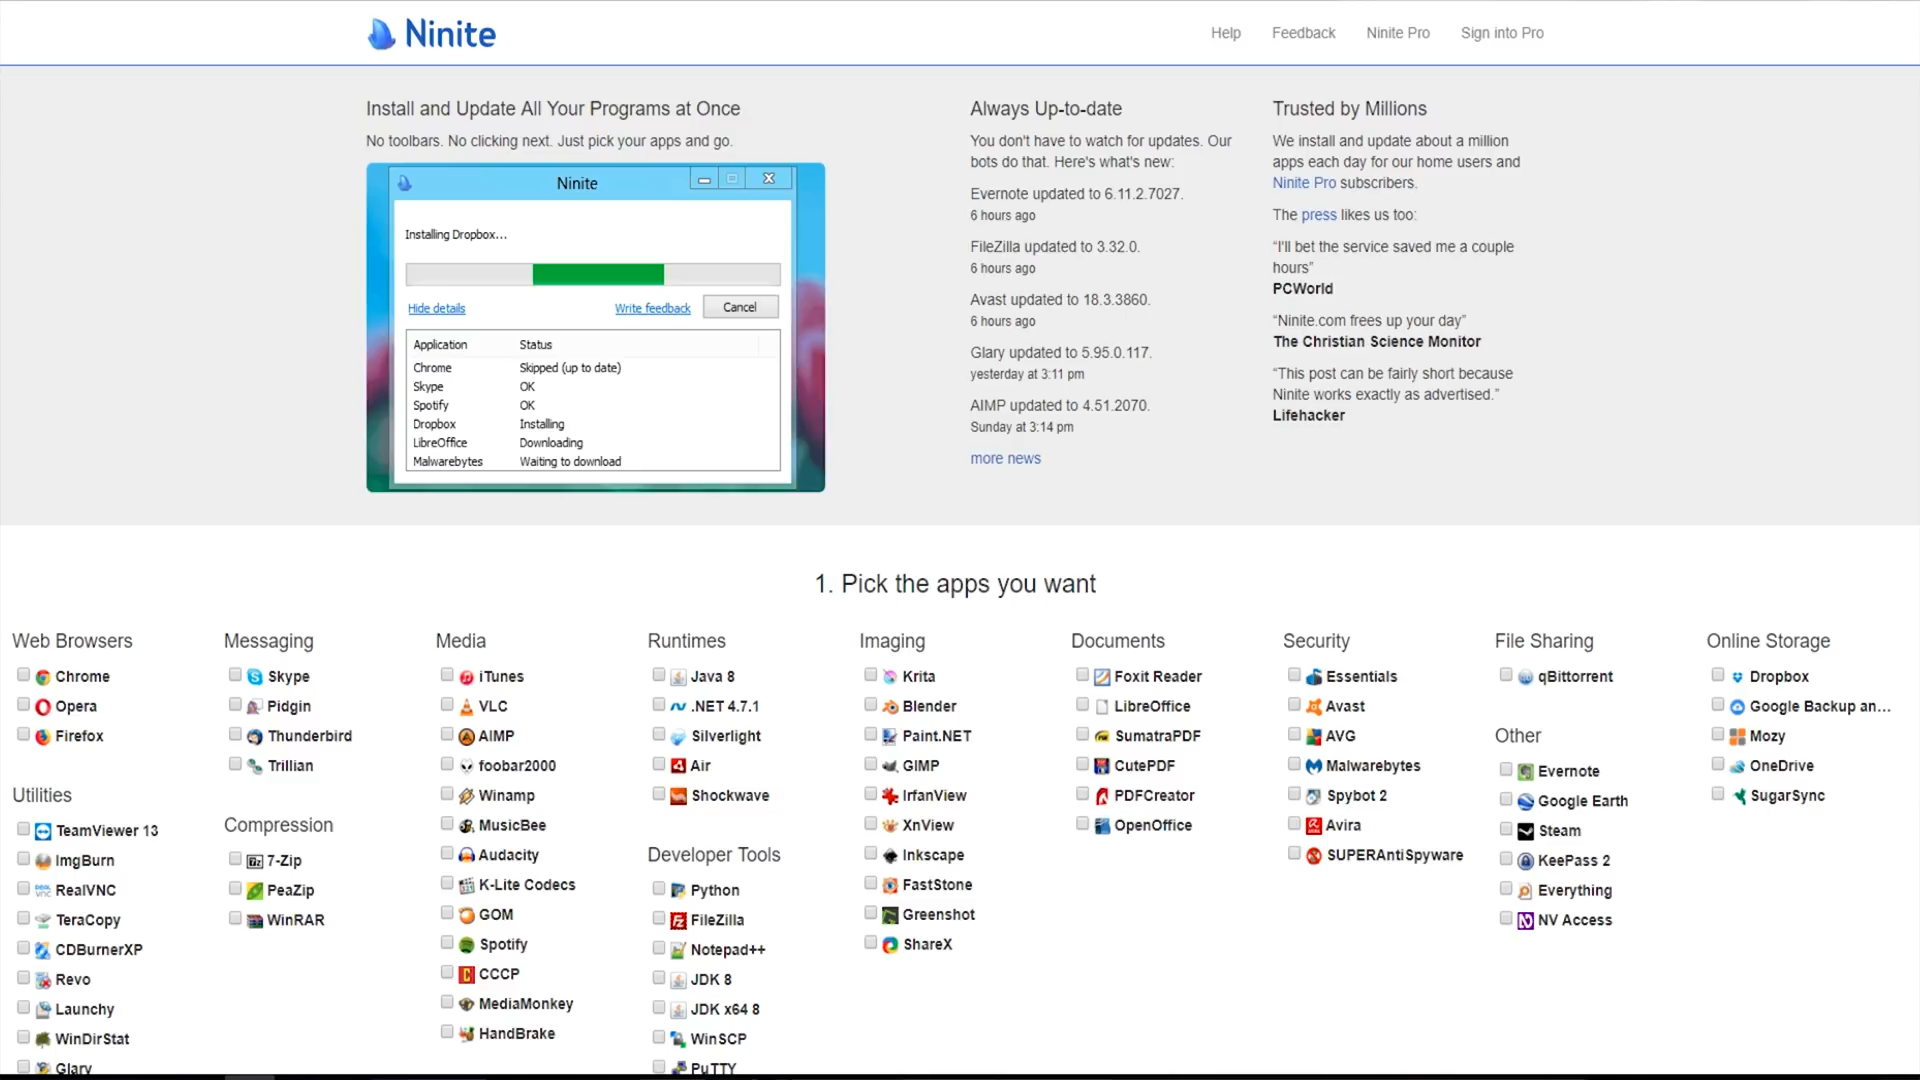 Ninite
Help
Feedback
Ninite Pro
Sign into Pro
Install and Update All Your Programs at Once
No toolbars. No clicking next. Just pick your apps and go.
Ninite
Installing Dropbox...
Hide details
Write feedback
Cancel
Application Status
Chrome Skipped (up to date)
Skype OK
Spotify OK
Dropbox Installing
LibreOffice Downloading
Malwarebytes Waiting to download
Always Up-to-date
You don't have to watch for updates. Our
bots do that. Here's what's new:
Evernote updated to 6.11.2.7027.
6 hours ago
FileZilla updated to 3.32.0.
6 hours ago
Avast updated to 18.3.3860.
6 hours ago
Glary updated to 5.95.0.117.
yesterday at 3:11 pm
AIMP updated to 4.51.2070.
Sunday at 3:14 pm
more news
Trusted by Millions
We install and update about a million
apps each day for our home users and
Ninite Pro subscribers.
The press likes us too:
“I'll bet the service saved me a couple
hours”
PCWorld
“Ninite.com frees up your day”
The Christian Science Monitor
“This post can be fairly short because
Ninite works exactly as advertised.”
Lifehacker
1. Pick the apps you want
Web Browsers
Chrome
Opera
Firefox
Utilities
TeamViewer 13
ImgBurn
RealVNC
TeraCopy
CDBurnerXP
Revo
Launchy
WinDirStat
Glary
Messaging
Skype
Pidgin
Thunderbird
Trillian
Compression
7-Zip
PeaZip
WinRAR
Media
iTunes
VLC
AIMP
foobar2000
Winamp
MusicBee
Audacity
K-Lite Codecs
GOM
Spotify
CCCP
MediaMonkey
HandBrake
Runtimes
Java 8
.NET 4.7.1
Silverlight
Air
Shockwave
Developer Tools
Python
FileZilla
Notepad++
JDK 8
JDK x64 8
WinSCP
PuTTY
Imaging
Krita
Blender
Paint.NET
GIMP
IrfanView
XnView
Inkscape
FastStone
Greenshot
ShareX
Documents
Foxit Reader
LibreOffice
SumatraPDF
CutePDF
PDFCreator
OpenOffice
Security
Essentials
Avast
AVG
Malwarebytes
Spybot 2
Avira
SUPERAntiSpyware
File Sharing
qBittorrent
Other
Evernote
Google Earth
Steam
KeePass 2
Everything
NV Access
Online Storage
Dropbox
Google Backup an...
Mozy
OneDrive
SugarSync